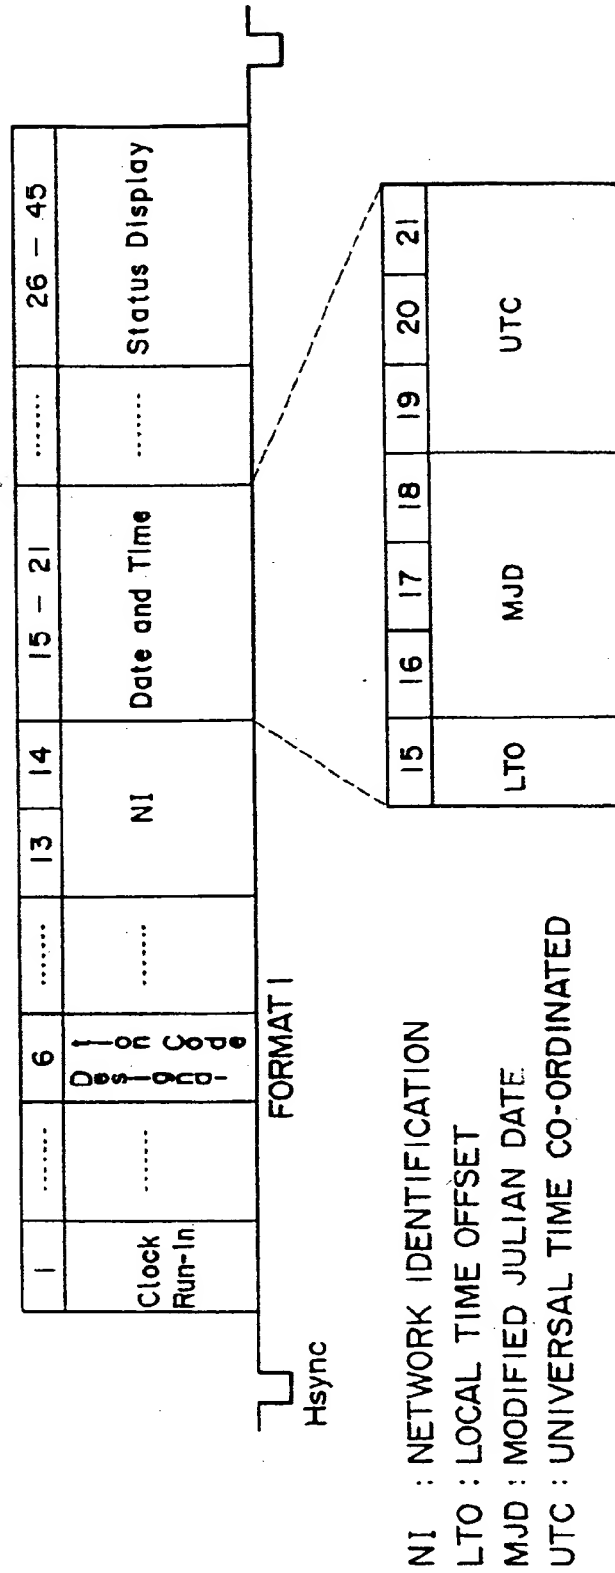 1 ....... 6 ....... 13 14 15 - 21 ....... 26 - 45
Clock Run-In ....... Designation Code ....... NI Date and Time ....... Status Display
Hsync
FORMAT 1
15 16 17 18 19 20 21
LTO MJD UTC
NI : NETWORK IDENTIFICATION
LTO : LOCAL TIME OFFSET
MJD : MODIFIED JULIAN DATE
UTC : UNIVERSAL TIME CO-ORDINATED